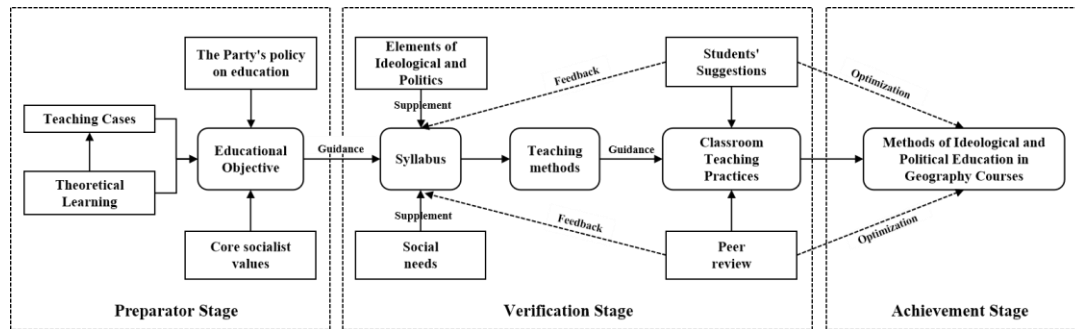 The Party's policy
on education
Teaching Cases
Theoretical
Learning
Educational
Objective
Core socialist
values
Preparator Stage
Guidance
Elements of
Ideological and
Politics
Supplement
Syllabus
Supplement
Social
needs
Teaching
methods
Guidance
Feedback
Feedback
Students'
Suggestions
Classroom
Teaching
Practices
Peer
review
Verification Stage
Optimization
Optimization
Methods of Ideological and
Political Education in
Geography Courses
Achievement Stage